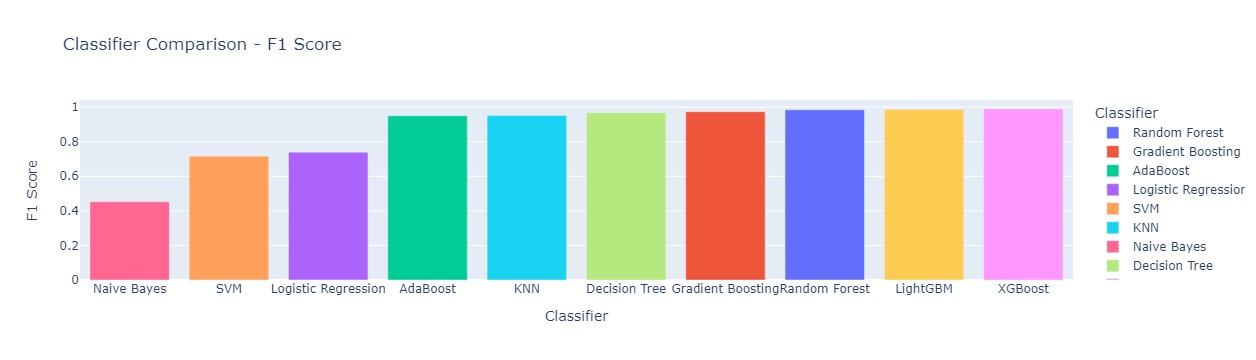 Classifier Comparison - F1 Score
1
0.8
0.6
0.4
0.2
0
F1 Score
Naive Bayes
SVM
Logistic Regression
AdaBoost
KNN
Decision Tree
Gradient Boosting
Random Forest
LightGBM
XGBoost
Classifier
Classifier
Random Forest
Gradient Boosting
AdaBoost
Logistic Regression
SVM
KNN
Naive Bayes
Decision Tree